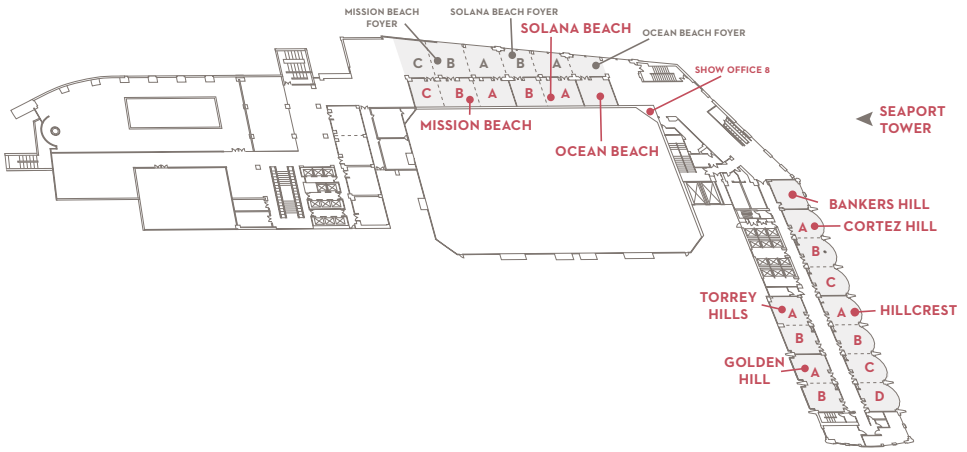 MISSION BEACH
FOYER
SOLANA BEACH FOYER
SOLANA BEACH
OCEAN BEACH FOYER
C B A B A
SHOW OFFICE 8
C B A B A
MISSION BEACH
OCEAN BEACH
SEAPORT
TOWER
BANKERS HILL
A CORTEZ HILL
B
C
TORREY
HILLS
A
A HILLCREST
B
B
GOLDEN
HILL
A
C
B
D